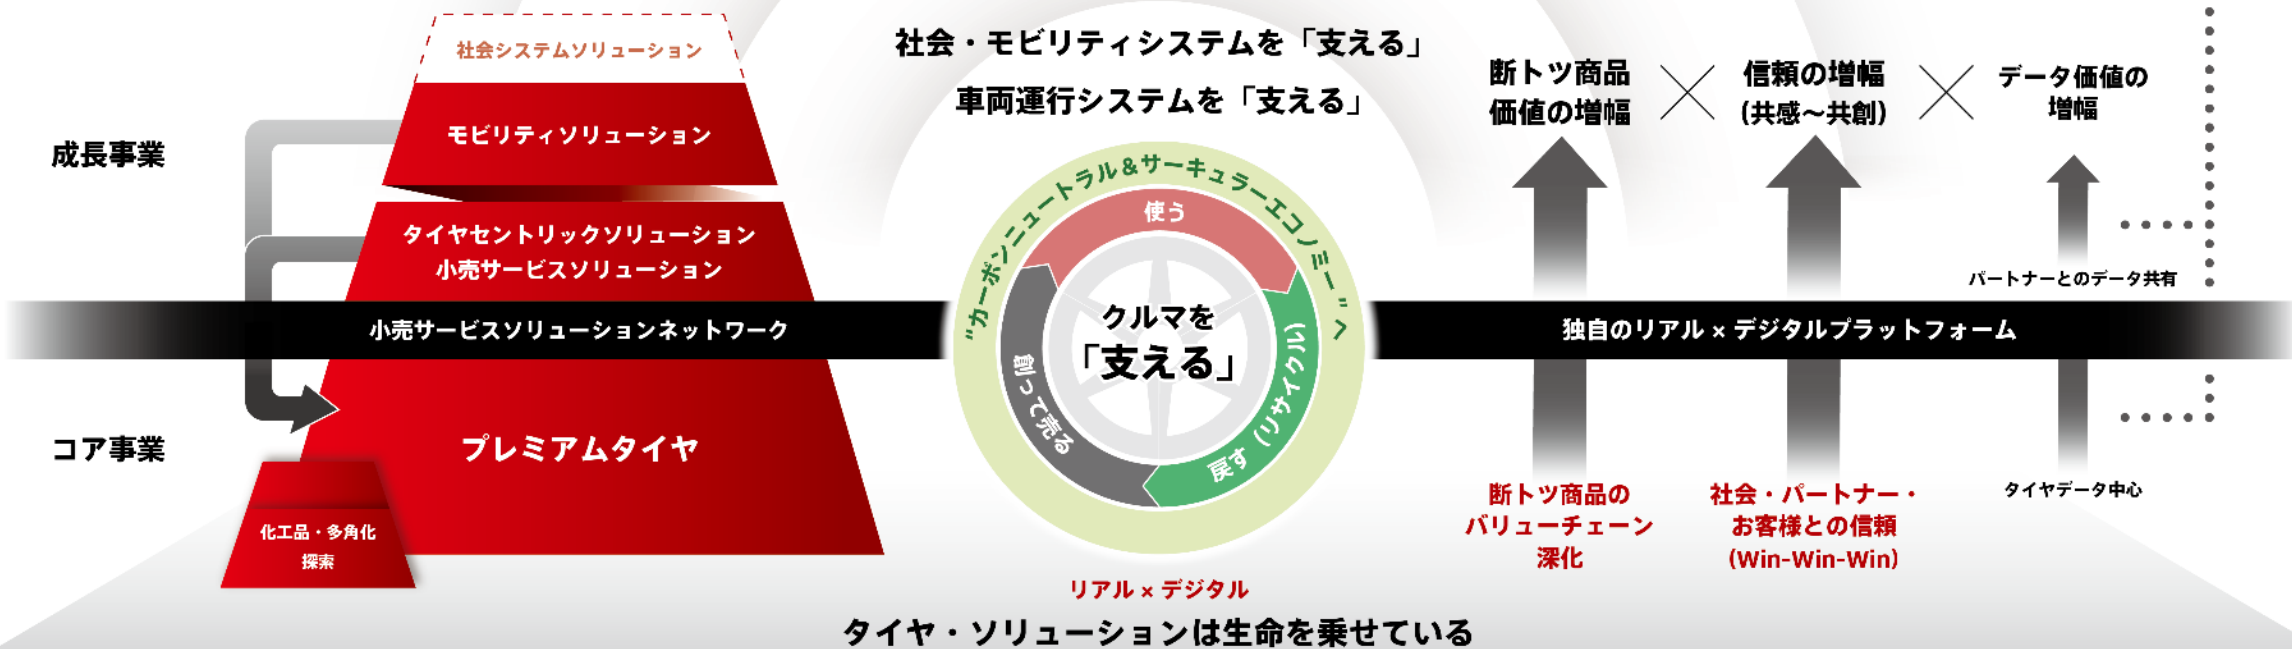 社会システムソリューション
モビリティソリューション
成長事業
タイヤセントリックソリューション
小売サービスソリューション
小売サービスソリューションネットワーク
コア事業
プレミアムタイヤ
化工品・多角化
探索
社会・モビリティシステムを「支える」
車両運行システムを「支える」
"カーボンニュートラル&サーキュラーエコノミー"へ
使う
創って売る
戻す(リサイクル)
クルマを
「支える」
リアル×デジタル
タイヤ・ソリューションは生命を乗せている
断トツ商品
価値の増幅
信頼の増幅
(共感～共創)
データ価値の
増幅
パートナーとのデータ共有
独自のリアル×デジタルプラットフォーム
断トツ商品の
バリューチェーン
深化
社会・パートナー・
お客様との信頼
(Win-Win-Win)
タイヤデータ中心